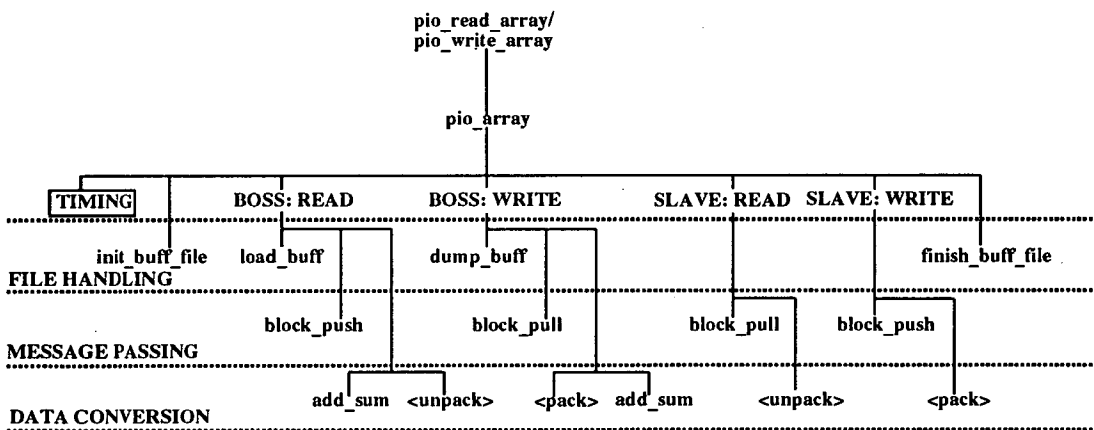 pio_read_array/
pio_write_array
pio_array
TIMING BOSS: READ BOSS: WRITE SLAVE: READ SLAVE: WRITE
init_buff_file load_buff dump_buff finish_buff_file
FILE HANDLING
block_push block_pull block_pull block_push
MESSAGE PASSING
add_sum <unpack> <pack> add_sum <unpack> <pack>
DATA CONVERSION